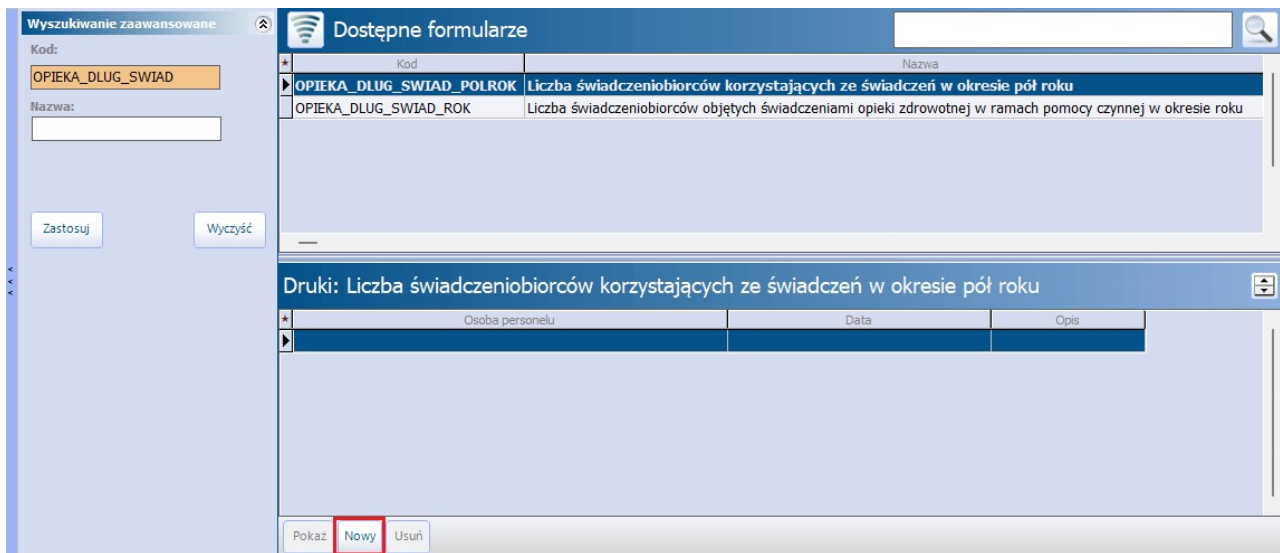 Wyszukiwanie zaawansowane
Kod:
OPIEKA_DLUG_SWIAD
Nazwa:
Zastosuj Wyczyść
Dostępne formularze
* Kod Nazwa
OPIEKA_DLUG_SWIAD_POLROK Liczba świadczeniobiorców korzystających ze świadczeń w okresie pół roku
OPIEKA_DLUG_SWIAD_ROK Liczba świadczeniobiorców objętych świadczeniami opieki zdrowotnej w ramach pomocy czynnej w okresie roku
Druki: Liczba świadczeniobiorców korzystających ze świadczeń w okresie pół roku
* Osoba personelu Data Opis
Pokaż Nowy Usuń